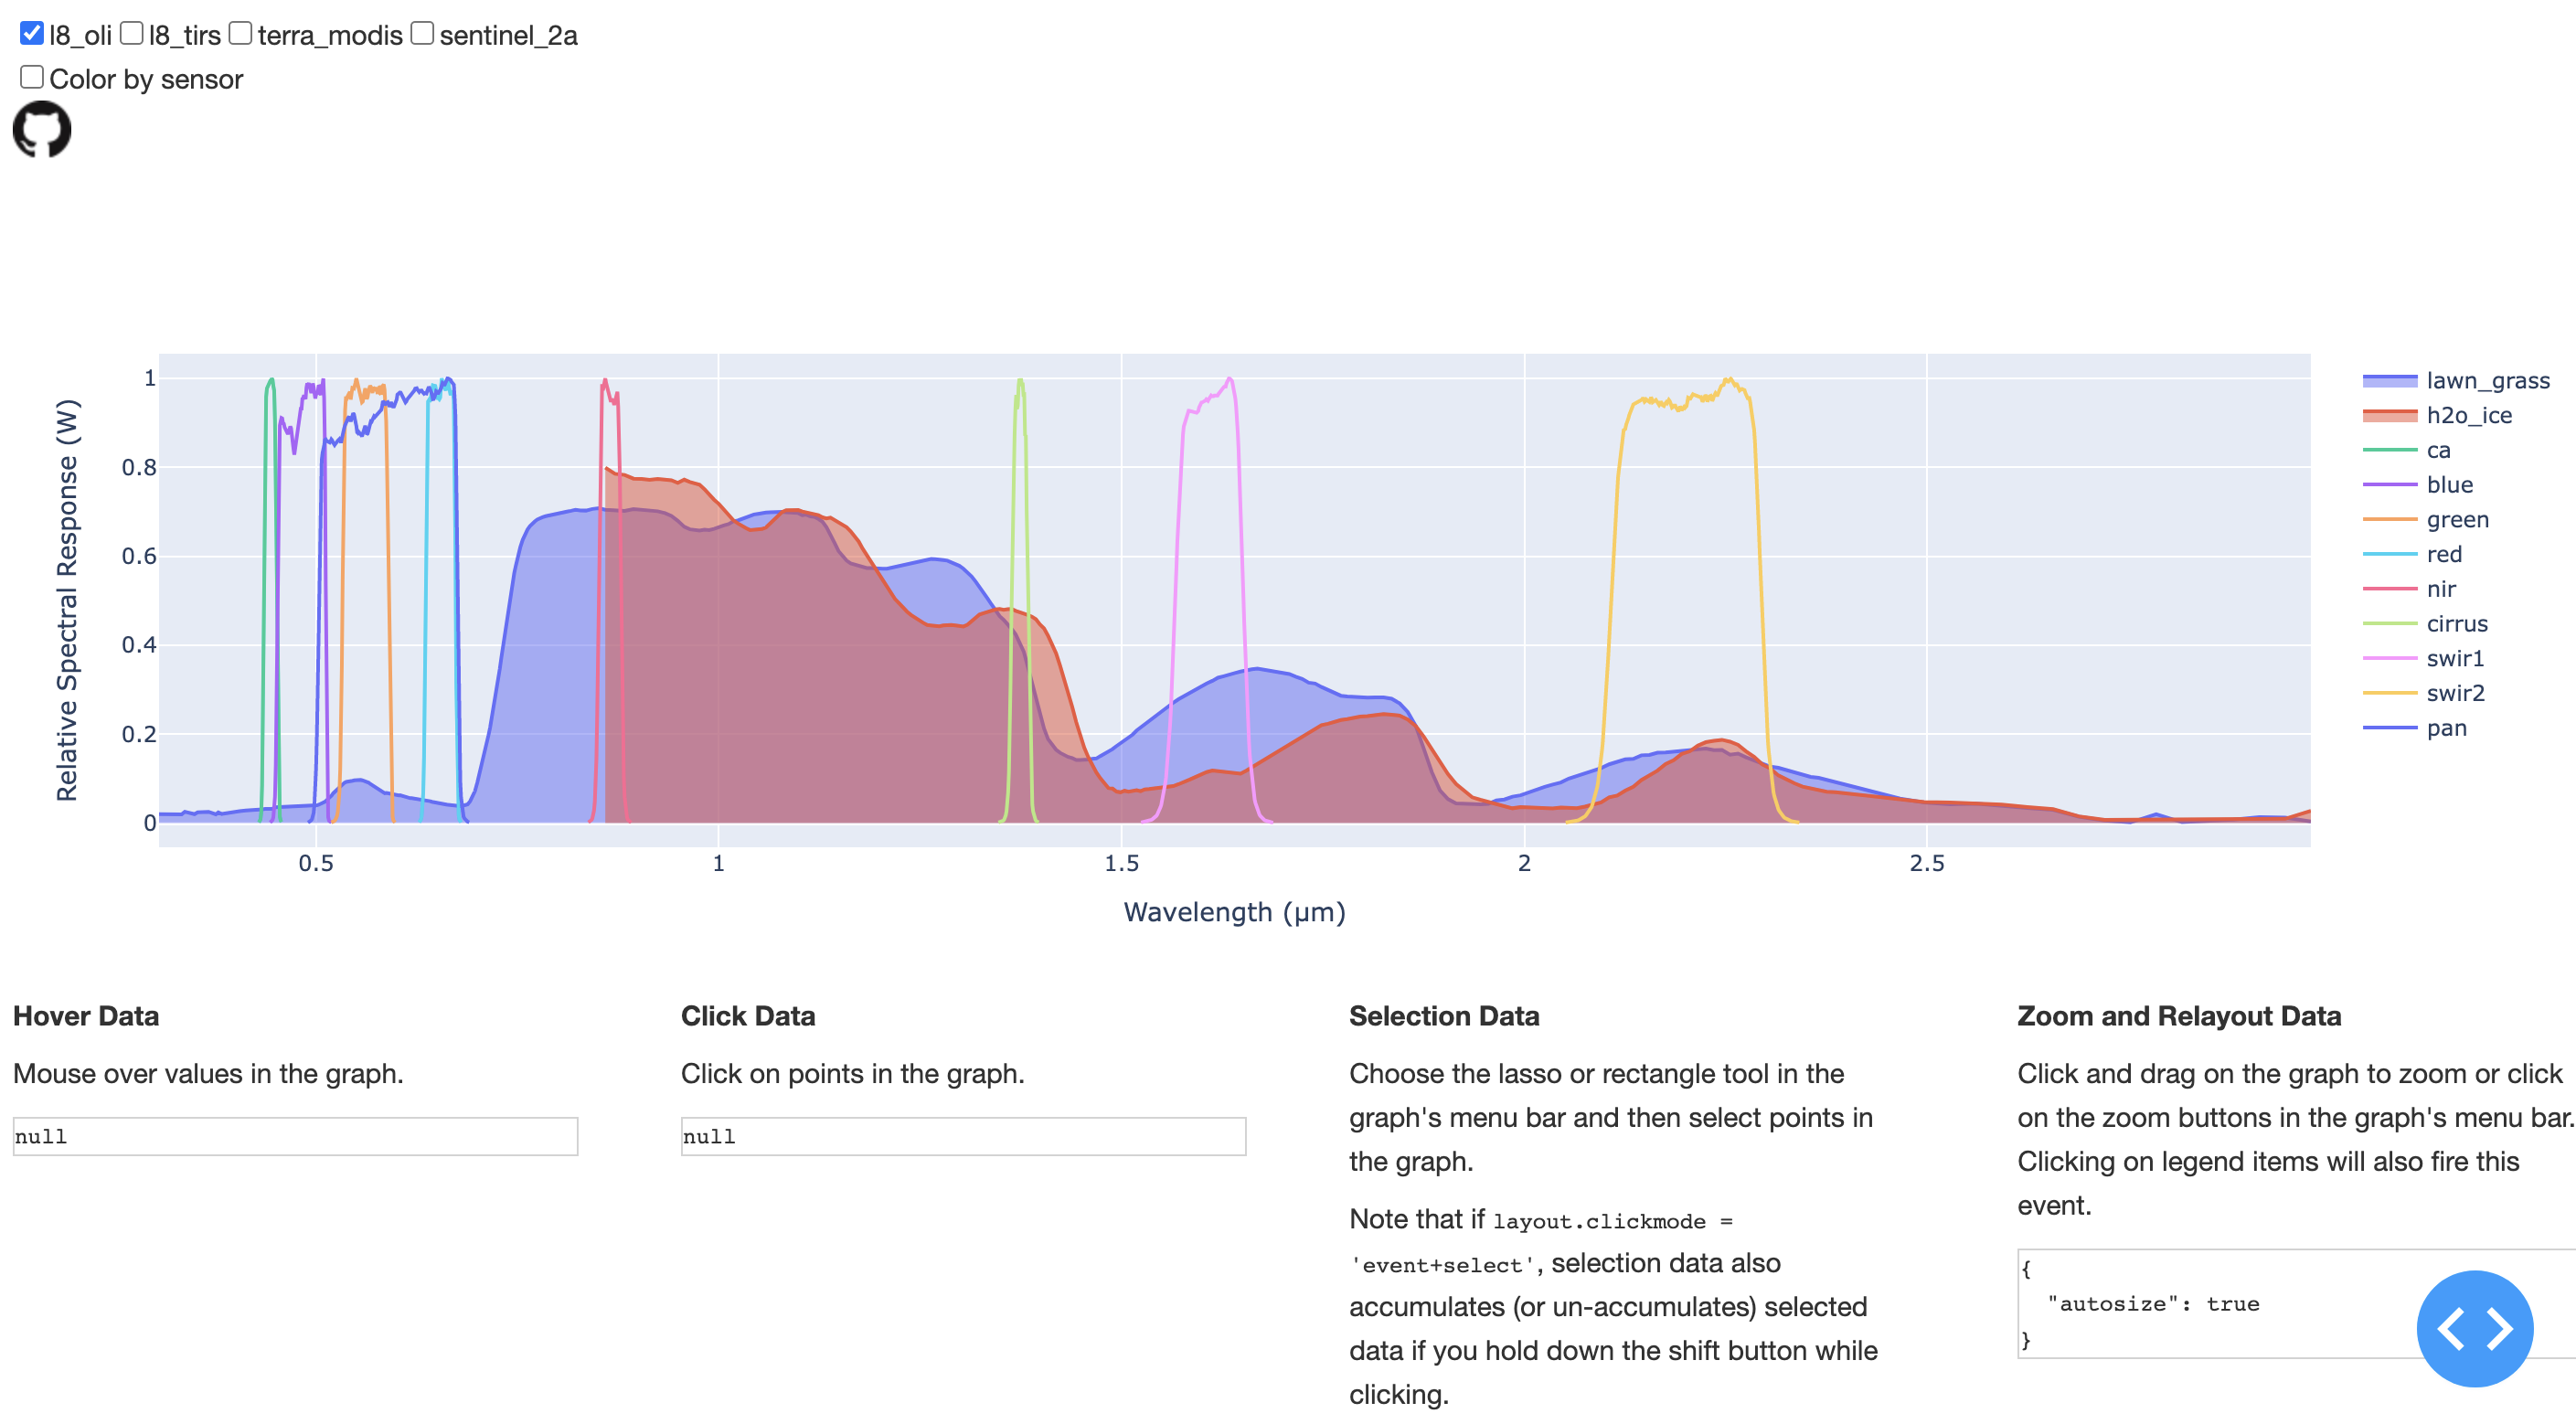 l8_oli l8_tirs terra_modis sentinel_2a
Color by sensor
Relative Spectral Response (W)
1
0.8
0.6
0.4
0.2
0
0.5
1
1.5
2
2.5
Wavelength (μm)
lawn_grass
h2o_ice
ca
blue
green
red
nir
cirrus
swir1
swir2
pan
Hover Data
Mouse over values in the graph.
null
Click Data
Click on points in the graph.
null
Selection Data
Choose the lasso or rectangle tool in the
graph's menu bar and then select points in
the graph.
Note that if layout.clickmode =
'event+select', selection data also
accumulates (or un-accumulates) selected
data if you hold down the shift button while
clicking.
Zoom and Relayout Data
Click and drag on the graph to zoom or click
on the zoom buttons in the graph's menu bar.
Clicking on legend items will also fire this
event.
{
"autosize": true
}